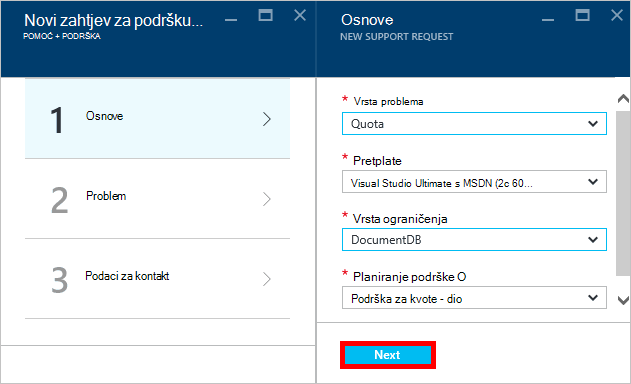 Novi zahtjev za podršku...
POMOĆ + PODRŠKA
1 Osnove
2 Problem
3 Podaci za kontakt
Osnove
NEW SUPPORT REQUEST
* Vrsta problema
Quota
* Pretplate
Visual Studio Ultimate s MSDN (2c 60...
* Vrsta ograničenja
DocumentDB
* Planiranje podrške O
Podrška za kvote - dio
Next